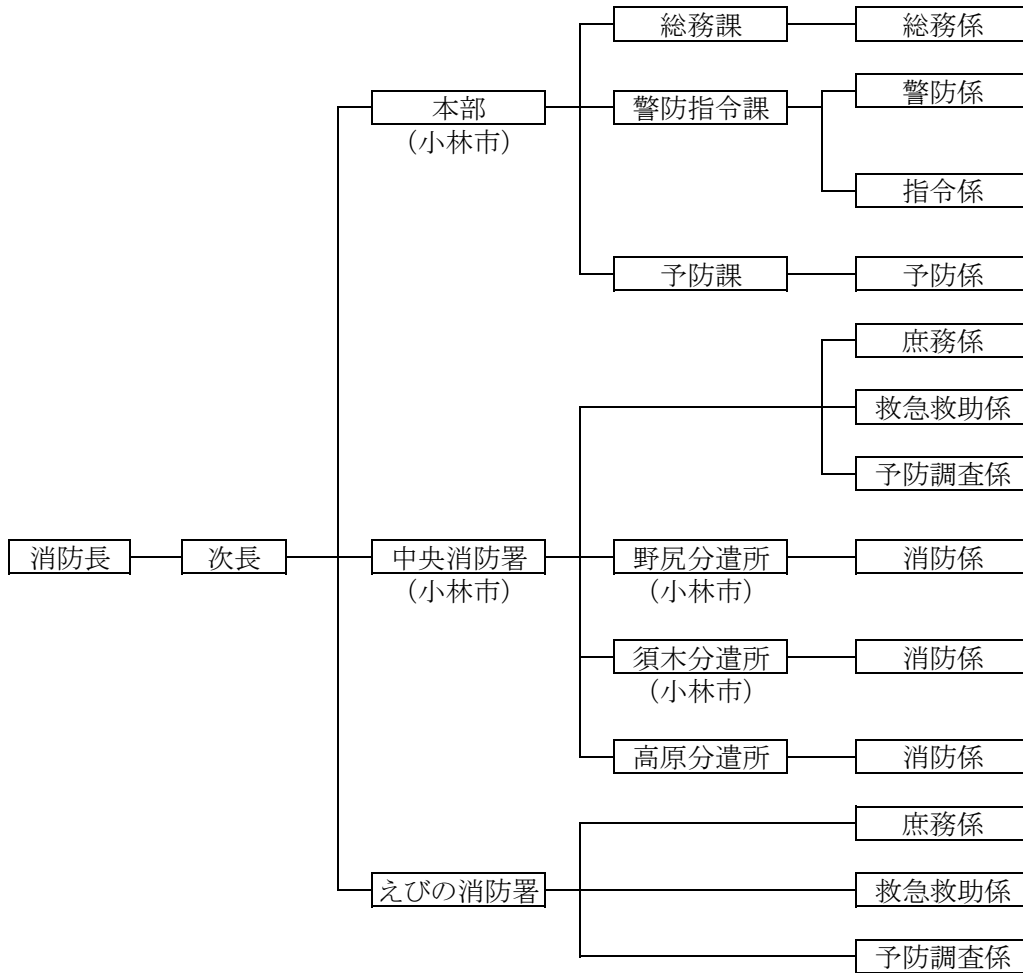 総務課
総務係
本部
(小林市)
警防指令課
警防係
指令係
予防課
予防係
庶務係
救急救助係
予防調査係
消防長
次長
中央消防署
(小林市)
野尻分遣所
(小林市)
消防係
須木分遣所
(小林市)
消防係
高原分遣所
消防係
えびの消防署
庶務係
救急救助係
予防調査係